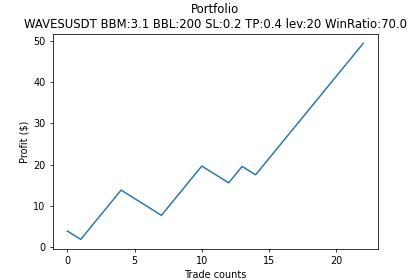 Portfolio
WAVESUSDT BBM:3.1 BBL:200 SL:0.2 TP:0.4 lev:20 WinRatio:70.0
50
40
30
20
10
0
Profit ($)
0 5 10 15 20
Trade counts